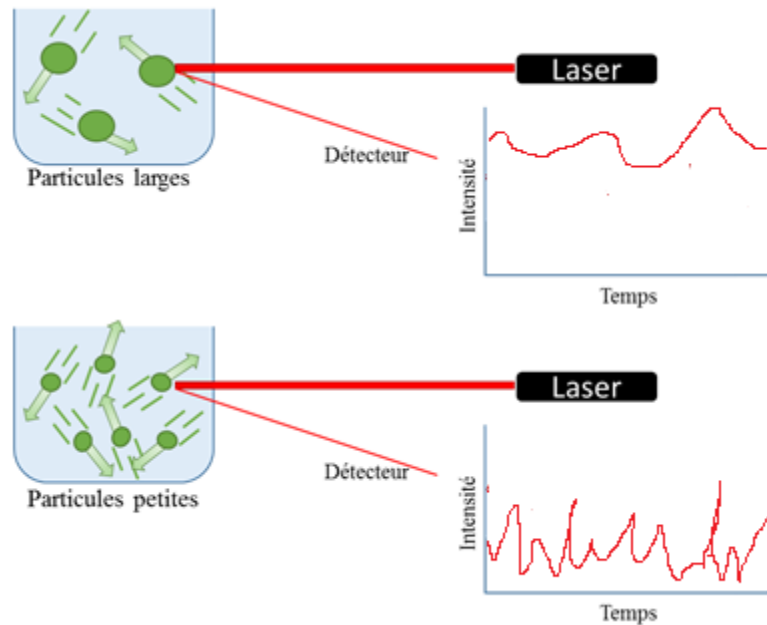 Laser
Détecteur
Intensité
Particules larges
Temps
Laser
Détecteur
Intensité
Particules petites
Temps